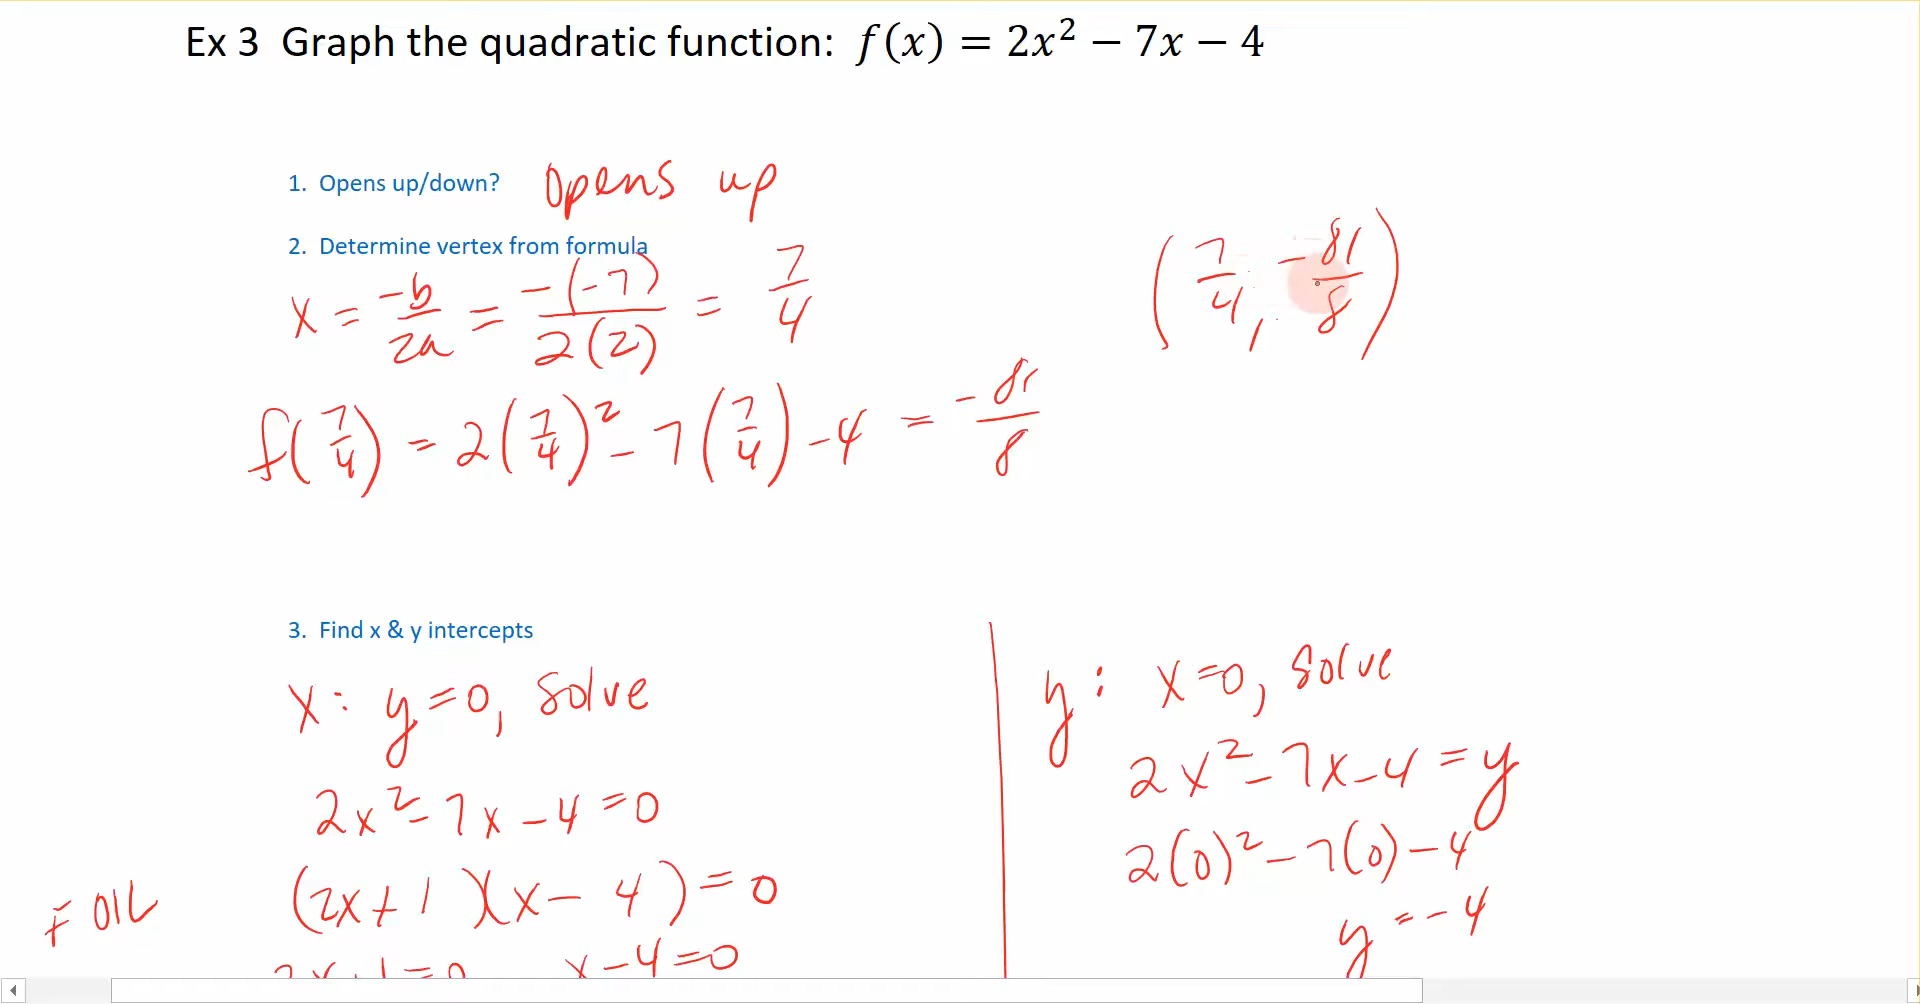 Ex 3 Graph the quadratic function: f(x) = 2x² − 7x − 4
1. Opens up/down? Opens up
2. Determine vertex from formula
x = -b/2a = -(-7)/2(2) = 7/4
(7/4, -81/8)
f(7/4) = 2(7/4)² - 7(7/4) - 4 = -81/8
3. Find x & y intercepts
x: y=0, solve
2x² - 7x - 4 = 0
(2x + 1)(x - 4) = 0
FOIL
2x+1=0 x-4=0
y: x=0, solve
2x² - 7x - 4 = y
2(0)² - 7(0) - 4
y = -4